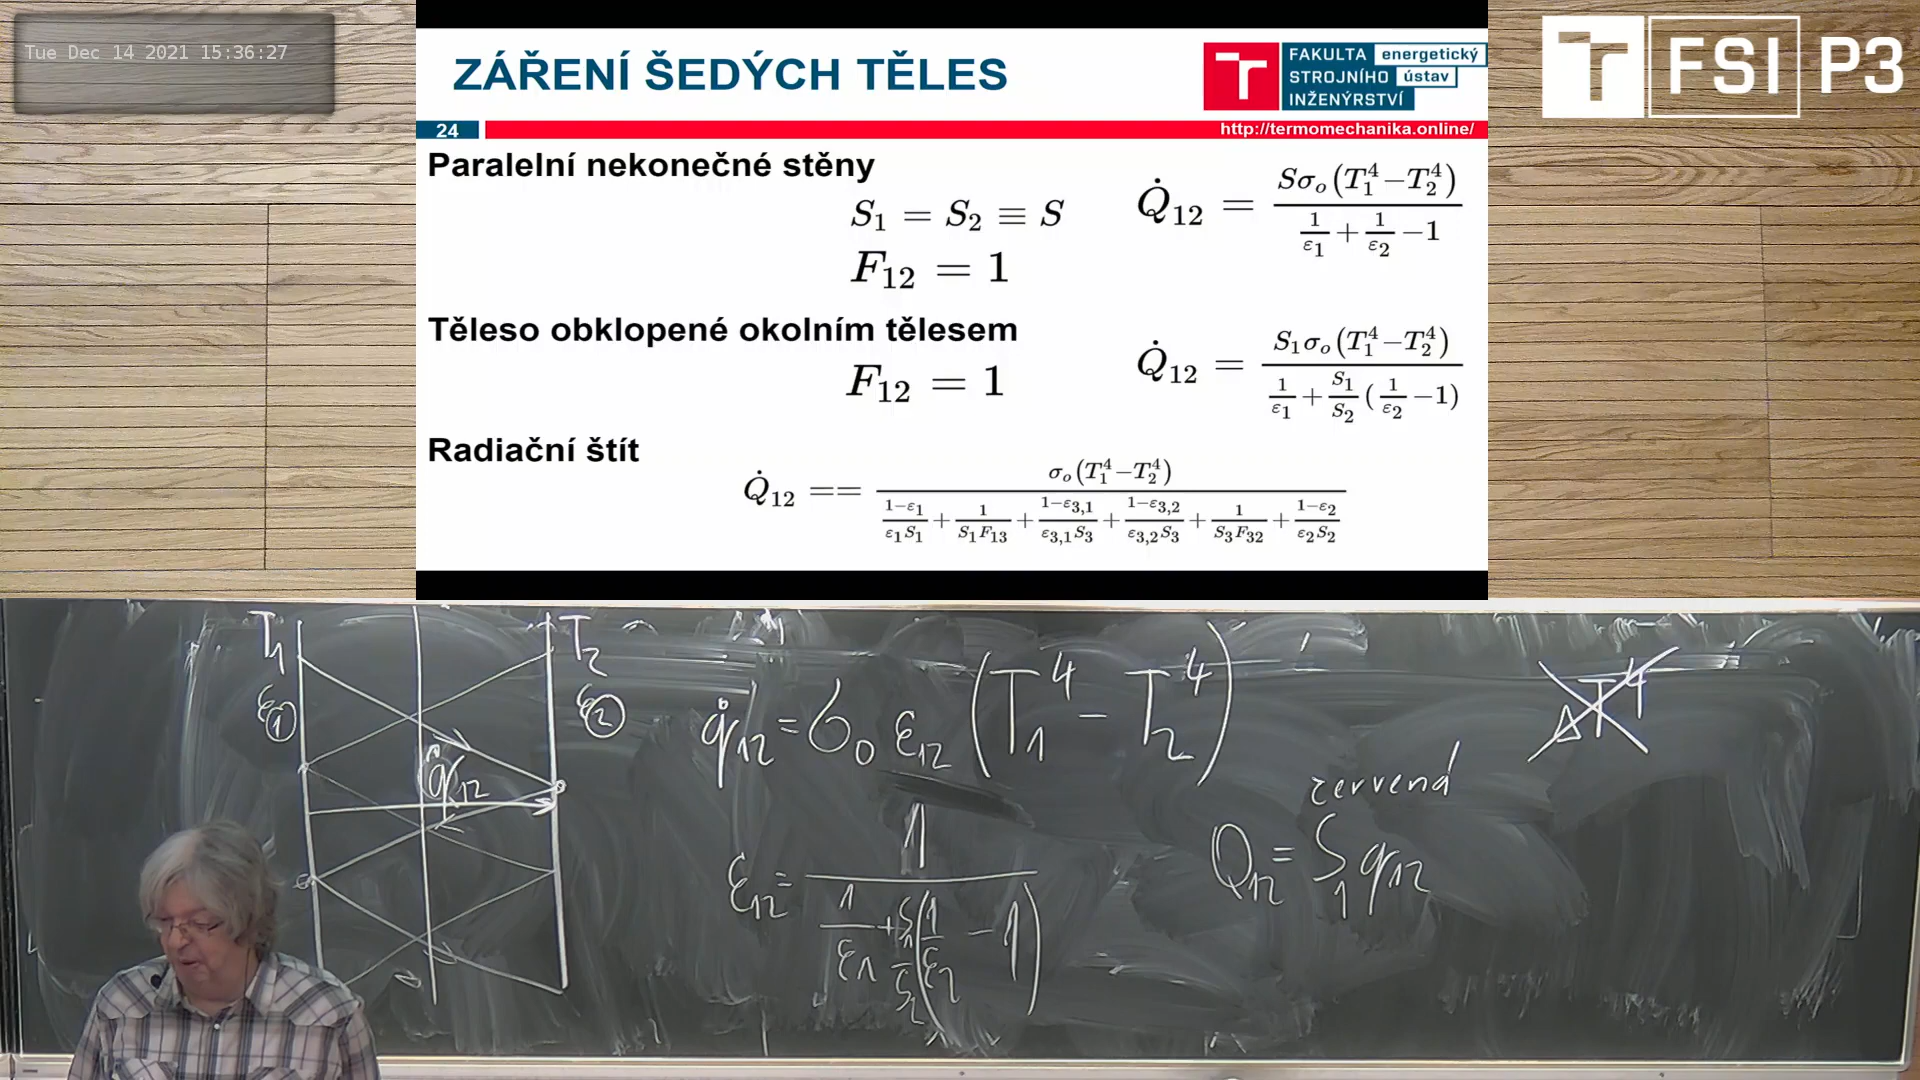 Tue Dec 14 2021 15:36:27
ZÁŘENÍ ŠEDÝCH TĚLES
FAKULTA energetický
STROJNÍHO ústav
INŽENÝRSTVÍ
FSI P3
24
http://termomechanika.online/
Paralelní nekonečné stěny
S₁ = S₂ ≡ S
F₁₂ = 1
Q̇₁₂ = Sσₒ(T₁⁴−T₂⁴) / (1/ε₁ + 1/ε₂ −1)
Těleso obklopené okolním tělesem
F₁₂ = 1
Q̇₁₂ = S₁σₒ(T₁⁴−T₂⁴) / (1/ε₁ + S₁/S₂ (1/ε₂ −1))
Radiační štít
Q̇₁₂ == σₒ(T₁⁴−T₂⁴) / ((1−ε₁)/(ε₁S₁) + 1/(S₁F₁₃) + (1−ε₃,₁)/(ε₃,₁S₃) + (1−ε₃,₂)/(ε₃,₂S₃) + 1/(S₃F₃₂) + (1−ε₂)/(ε₂S₂))
T₁ T₂
ε₁ ε₂
q̇₁₂
q̇₁₂ = σ₀ ε₁₂ (T₁⁴ − T₂⁴)
ΔT⁴
ε₁₂ = 1 / (1/ε₁ + S₁/S₂ (1/ε₂ − 1))
červená
Q₁₂ = S₁ q₁₂